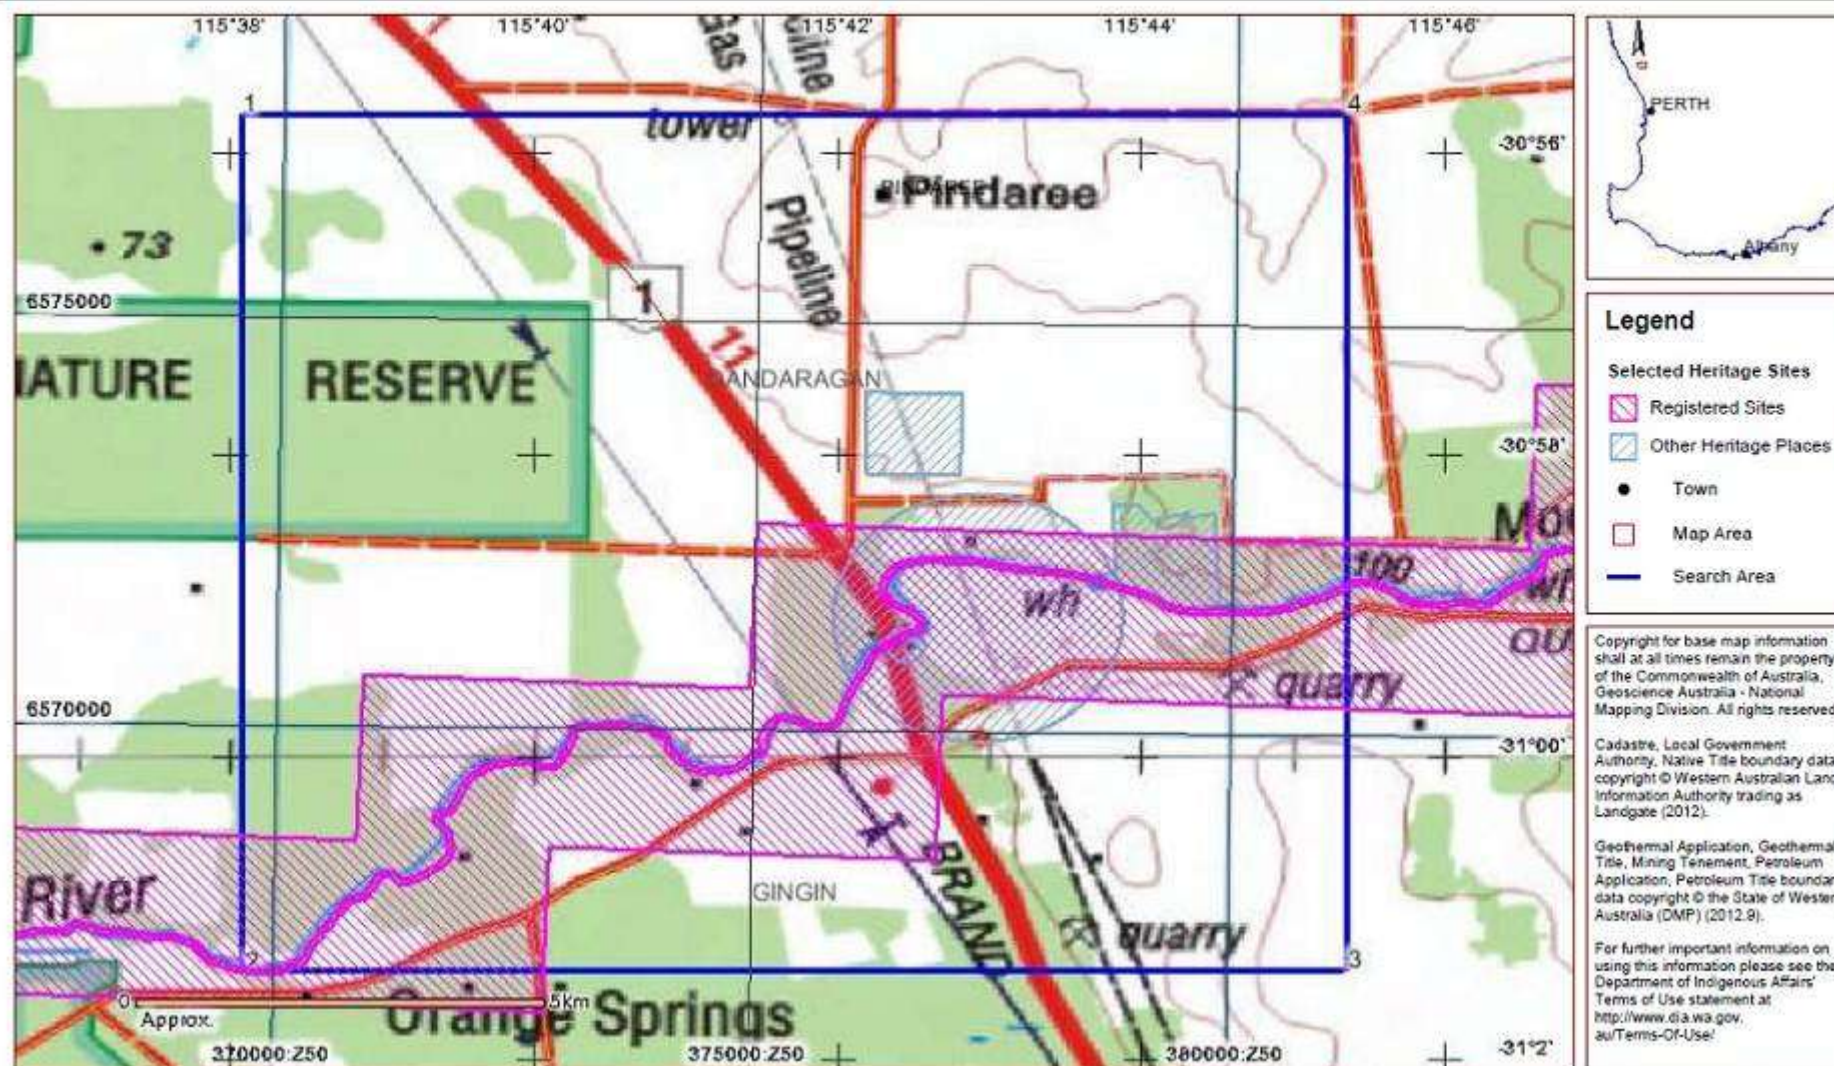 115°38'
115°40'
115°42'
115°44'
115°46'
1
4
tower
-30°56'
Pindaree
73
Pipeline
6575000
1
11
NATURE RESERVE
DANDARAGAN
-30°58'
100
wh
quarry
6570000
-31°00'
River
GINGIN
BRAND
quarry
2
3
0
5km
Approx.
Orange Springs
370000:Z50
375000:Z50
380000:Z50
-31°2'
PERTH
Albany
Legend
Selected Heritage Sites
Registered Sites
Other Heritage Places
Town
Map Area
Search Area
Copyright for base map information
shall at all times remain the property
of the Commonwealth of Australia,
Geoscience Australia - National
Mapping Division. All rights reserved
Cadastre, Local Government
Authority, Native Title boundary data
copyright © Western Australian Land
Information Authority trading as
Landgate (2012).
Geothermal Application, Geothermal
Title, Mining Tenement, Petroleum
Application, Petroleum Title boundar
data copyright © the State of Wester
Australia (DMP) (2012.9).
For further important information on
using this information please see the
Department of Indigenous Affairs'
Terms of Use statement at
http://www.dia.wa.gov.
au/Terms-Of-Use/